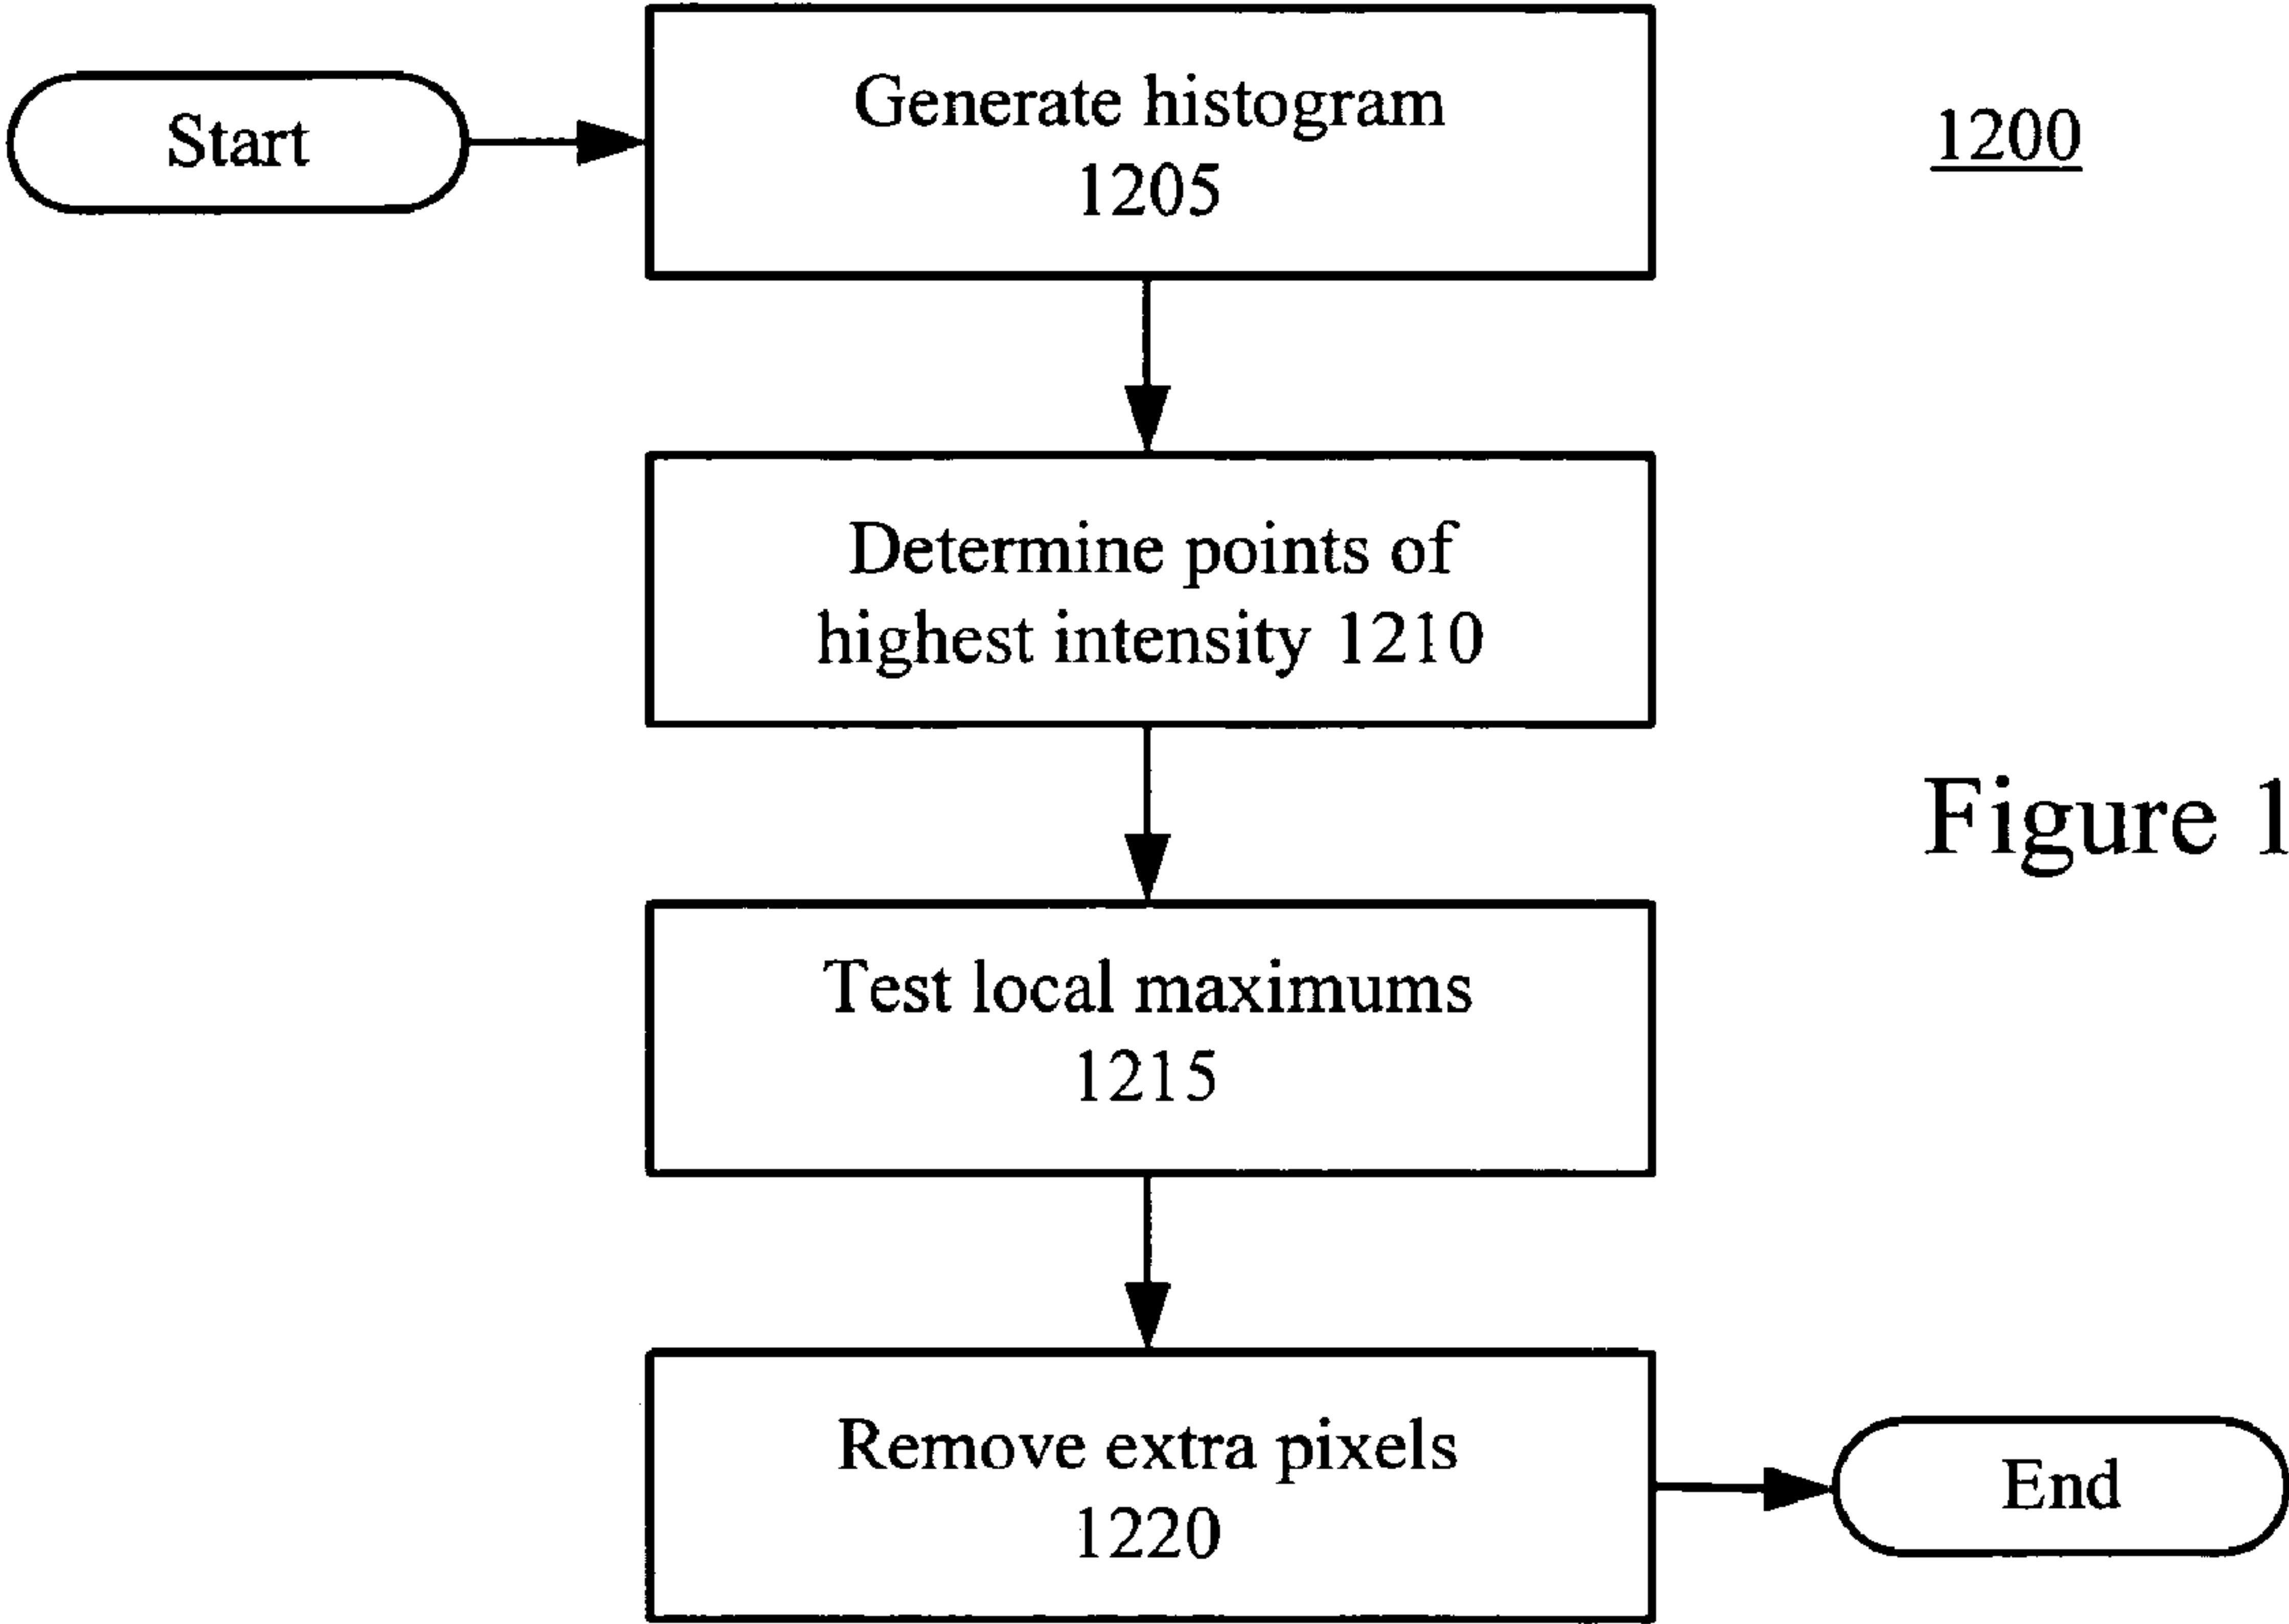 Start
Generate histogram
1205
1200
Determine points of
highest intensity 1210
Figure 1
Test local maximums
1215
Remove extra pixels
1220
End